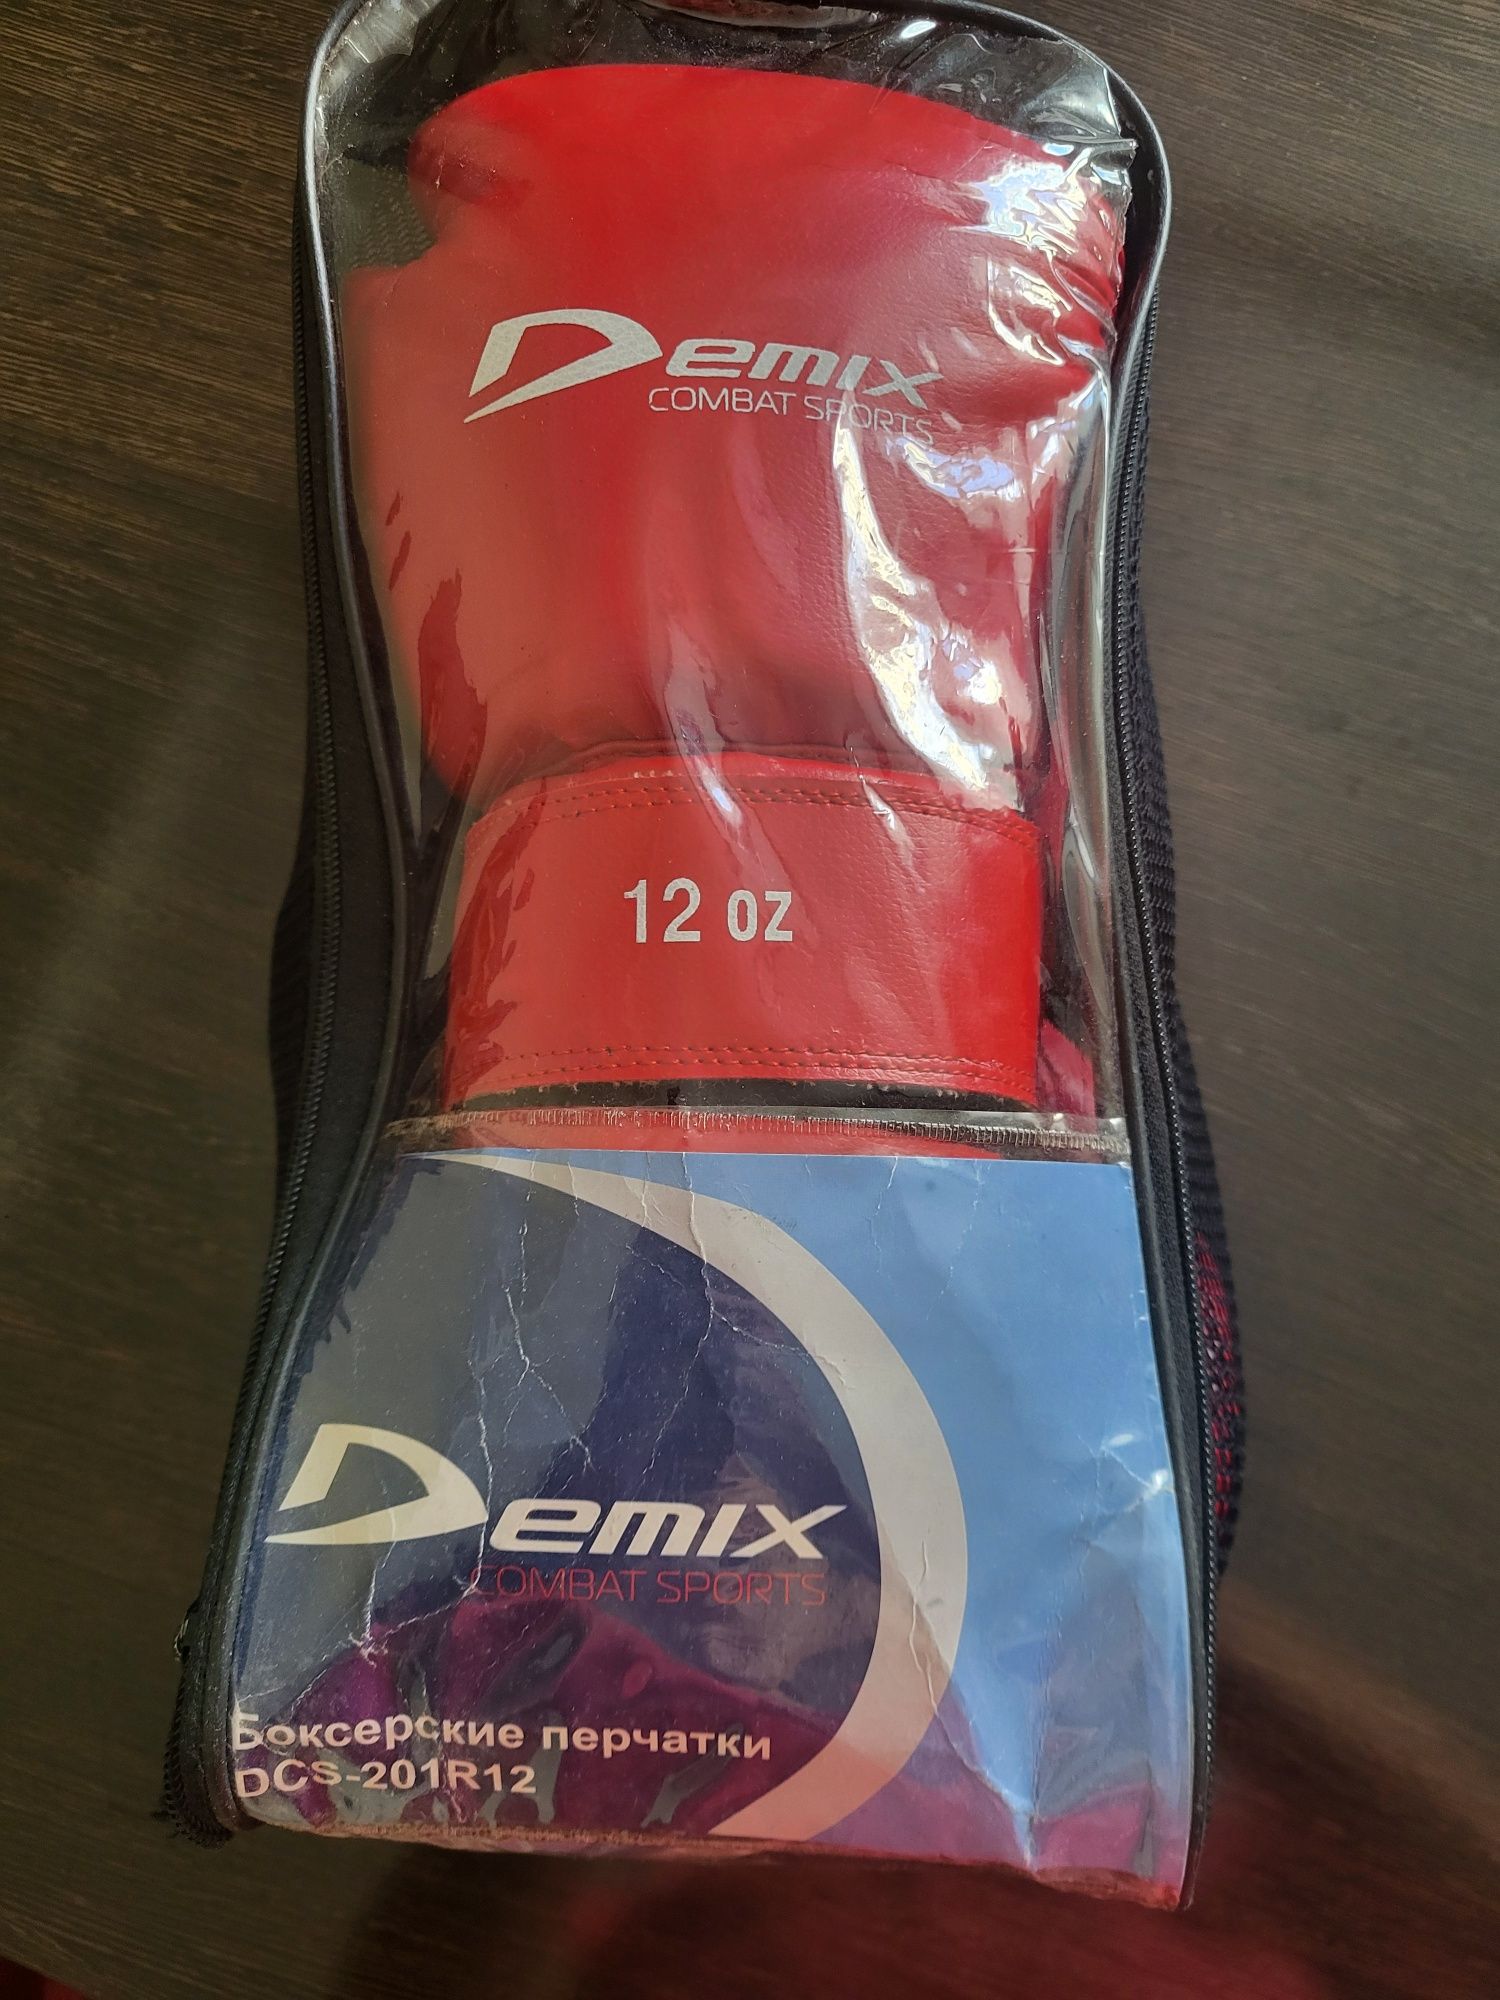 Demix
COMBAT SPORTS
12 oz
Demix
COMBAT SPORTS
Боксерские перчатки
DCS-201R12